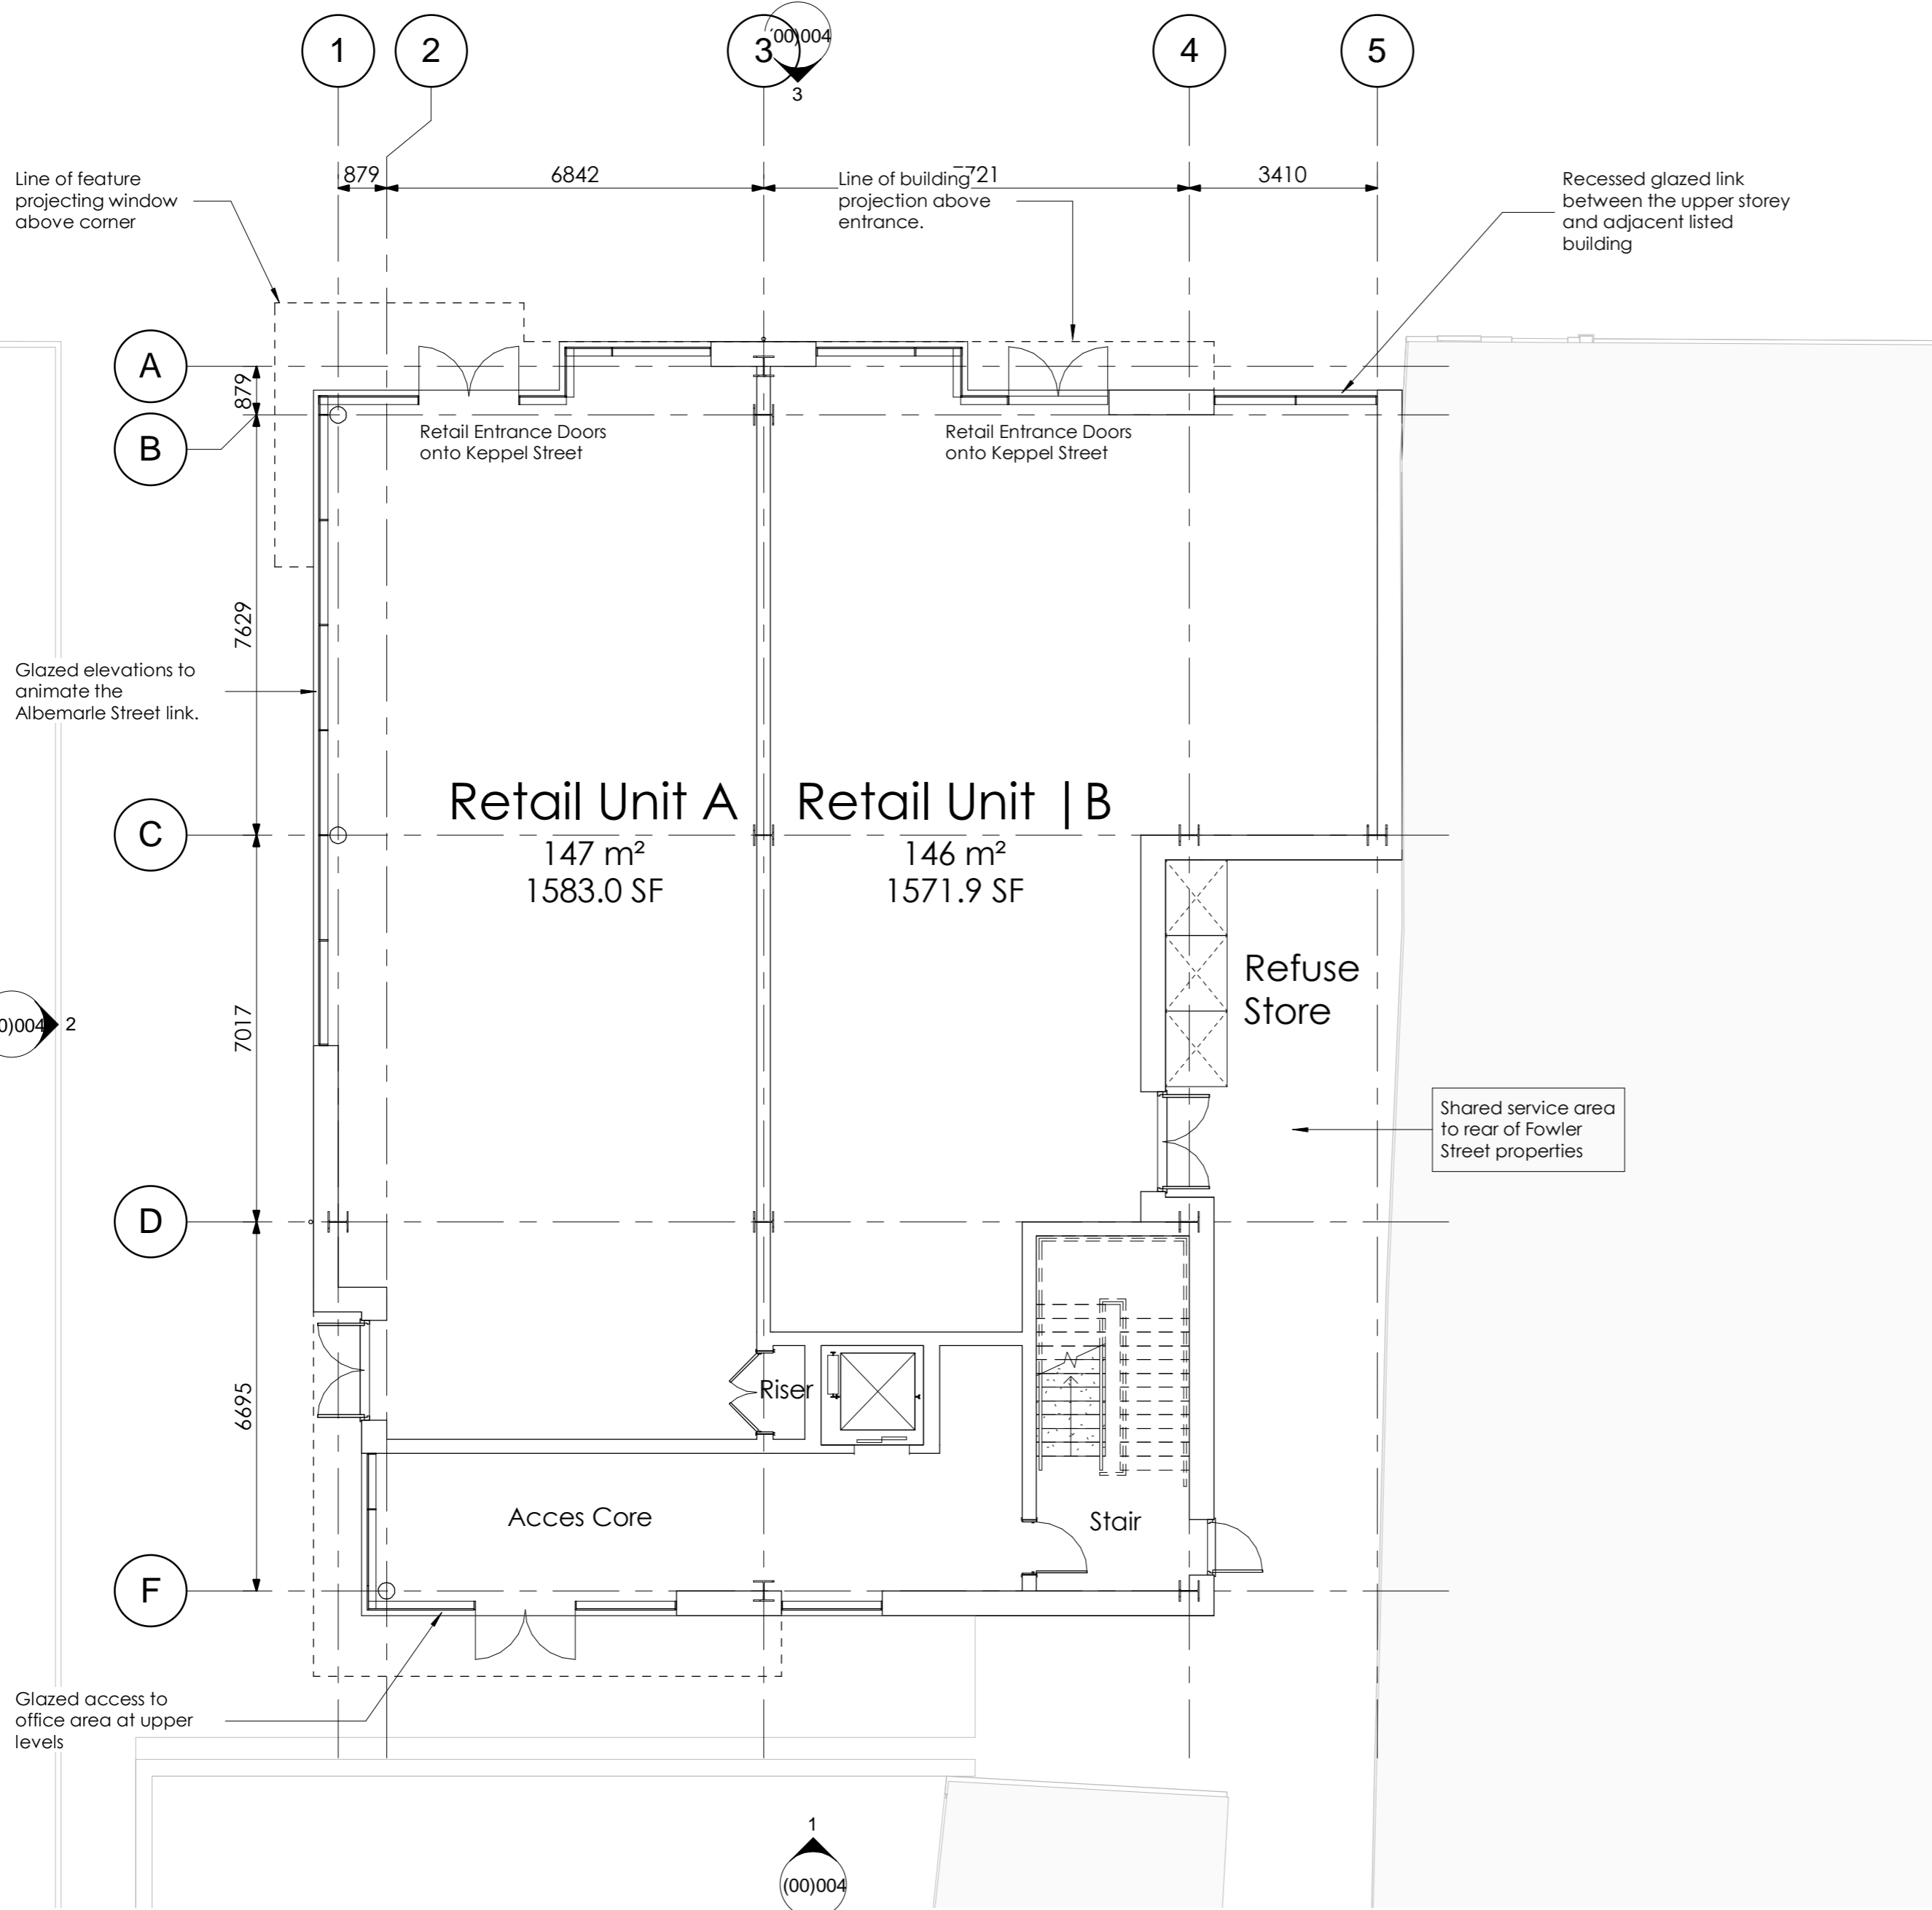 1
2
3
(00)004
3
4
5
879
6842
7721
3410
Line of feature
projecting window
above corner
Line of building
projection above
entrance.
Recessed glazed link
between the upper storey
and adjacent listed
building
A
879
B
Retail Entrance Doors
onto Keppel Street
Retail Entrance Doors
onto Keppel Street
7629
Glazed elevations to
animate the
Albemarle Street link.
Retail Unit A
147 m²
1583.0 SF
Retail Unit | B
146 m²
1571.9 SF
C
Refuse
Store
0)004
2
7017
Shared service area
to rear of Fowler
Street properties
D
6695
Riser
Acces Core
Stair
F
Glazed access to
office area at upper
levels
1
(00)004